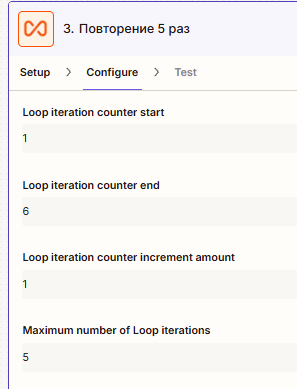 3. Повторение 5 раз
Setup > Configure > Test
Loop iteration counter start
1
Loop iteration counter end
6
Loop iteration counter increment amount
1
Maximum number of Loop iterations
5